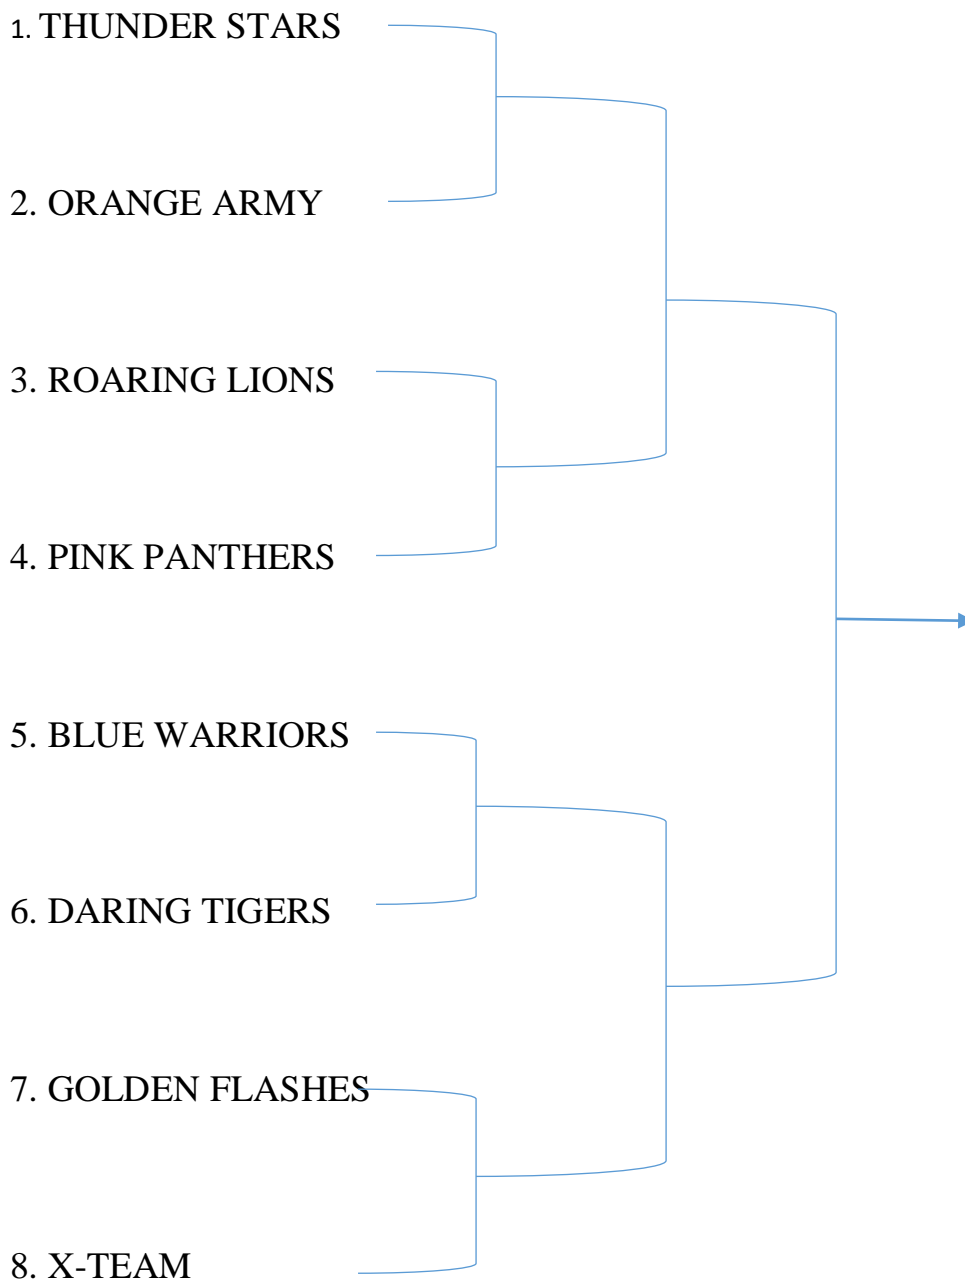 1. THUNDER STARS
2. ORANGE ARMY
3. ROARING LIONS
4. PINK PANTHERS
5. BLUE WARRIORS
6. DARING TIGERS
7. GOLDEN FLASHES
8. X-TEAM